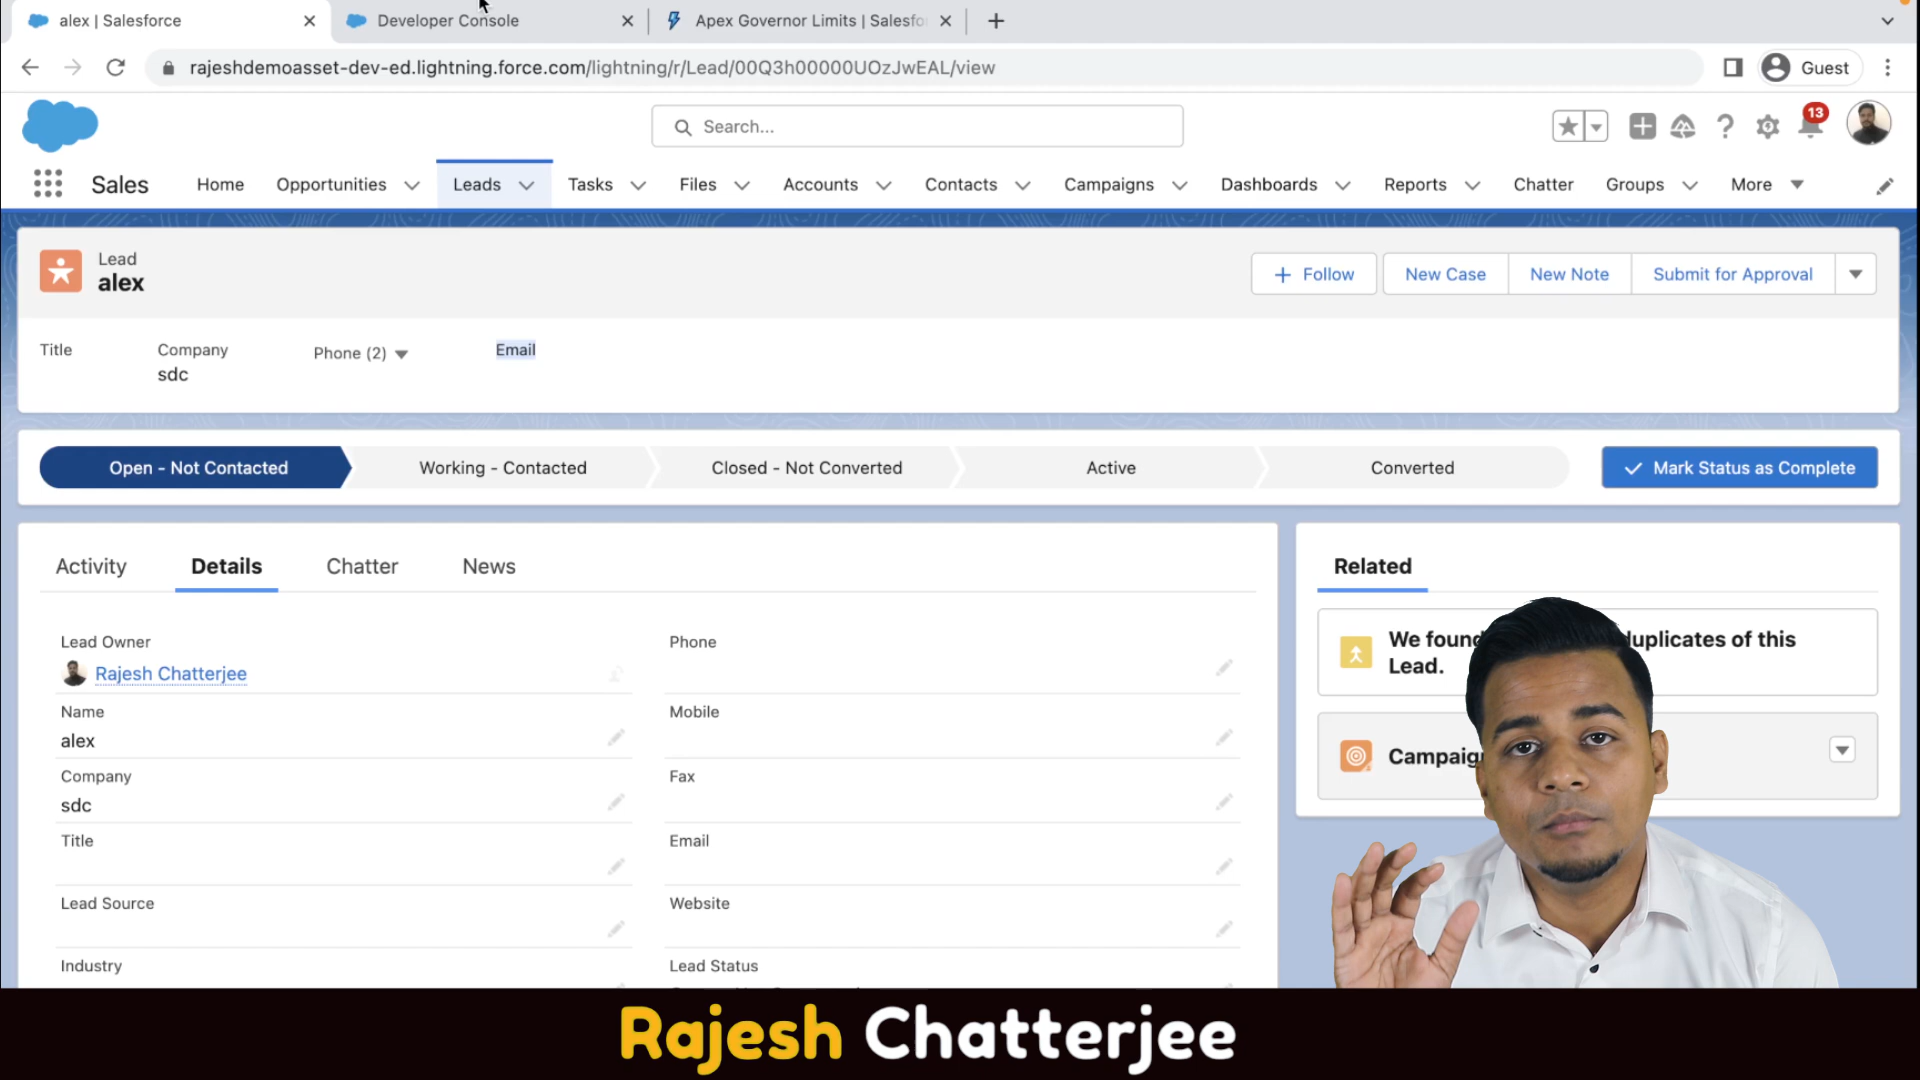 alex | Salesforce
Developer Console
Apex Governor Limits | Salesfo
rajeshdemoasset-dev-ed.lightning.force.com/lightning/r/Lead/00Q3h00000UOzJwEAL/view
Guest
Search...
13
Sales Home Opportunities Leads Tasks Files Accounts Contacts Campaigns Dashboards Reports Chatter Groups More
Lead
alex
Follow New Case New Note Submit for Approval
Title Company Phone (2) Email
sdc
Open - Not Contacted Working - Contacted Closed - Not Converted Active Converted Mark Status as Complete
Activity Details Chatter News
Lead Owner
Rajesh Chatterjee
Phone
Name
alex
Mobile
Company
sdc
Fax
Title
Email
Lead Source
Website
Industry
Lead Status
Related
We found duplicates of this
Lead.
Rajesh Chatterjee